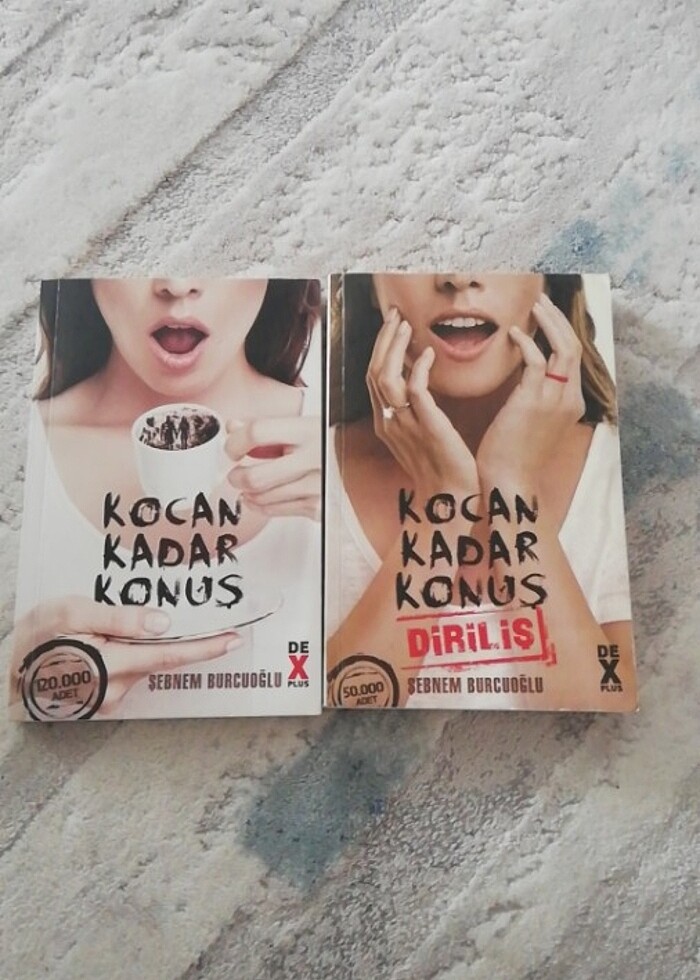 KOCAN
KADAR
KONUŞ
120.000
ADET
ŞEBNEM BURCUOĞLU
DE
X
PLUS
KOCAN
KADAR
KONUŞ
DİRİLİŞ
50.000
ADET
ŞEBNEM BURCUOĞLU
DE
X
PLUS